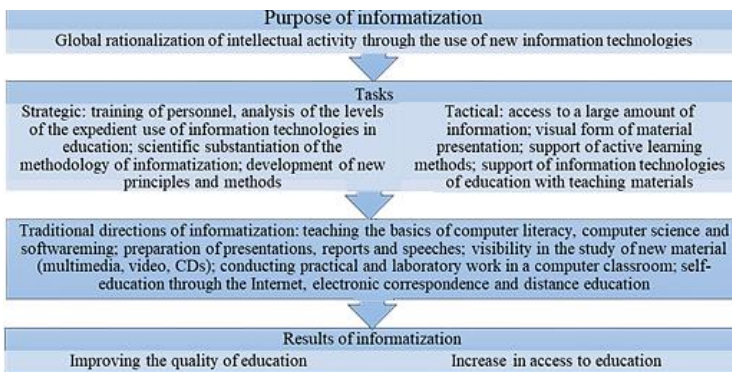 Purpose of informatization
Global rationalization of intellectual activity through the use of new information technologies
Tasks
Strategic: training of personnel, analysis of the levels
of the expedient use of information technologies in
education; scientific substantiation of the
methodology of informatization; development of new
principles and methods
Tactical: access to a large amount of
information; visual form of material
presentation; support of active learning
methods; support of information technologies
of education with teaching materials
Traditional directions of informatization: teaching the basics of computer literacy, computer science and
softwareming; preparation of presentations, reports and speeches; visibility in the study of new material
(multimedia, video, CDs); conducting practical and laboratory work in a computer classroom; self-
education through the Internet, electronic correspondence and distance education
Results of informatization
Improving the quality of education
Increase in access to education